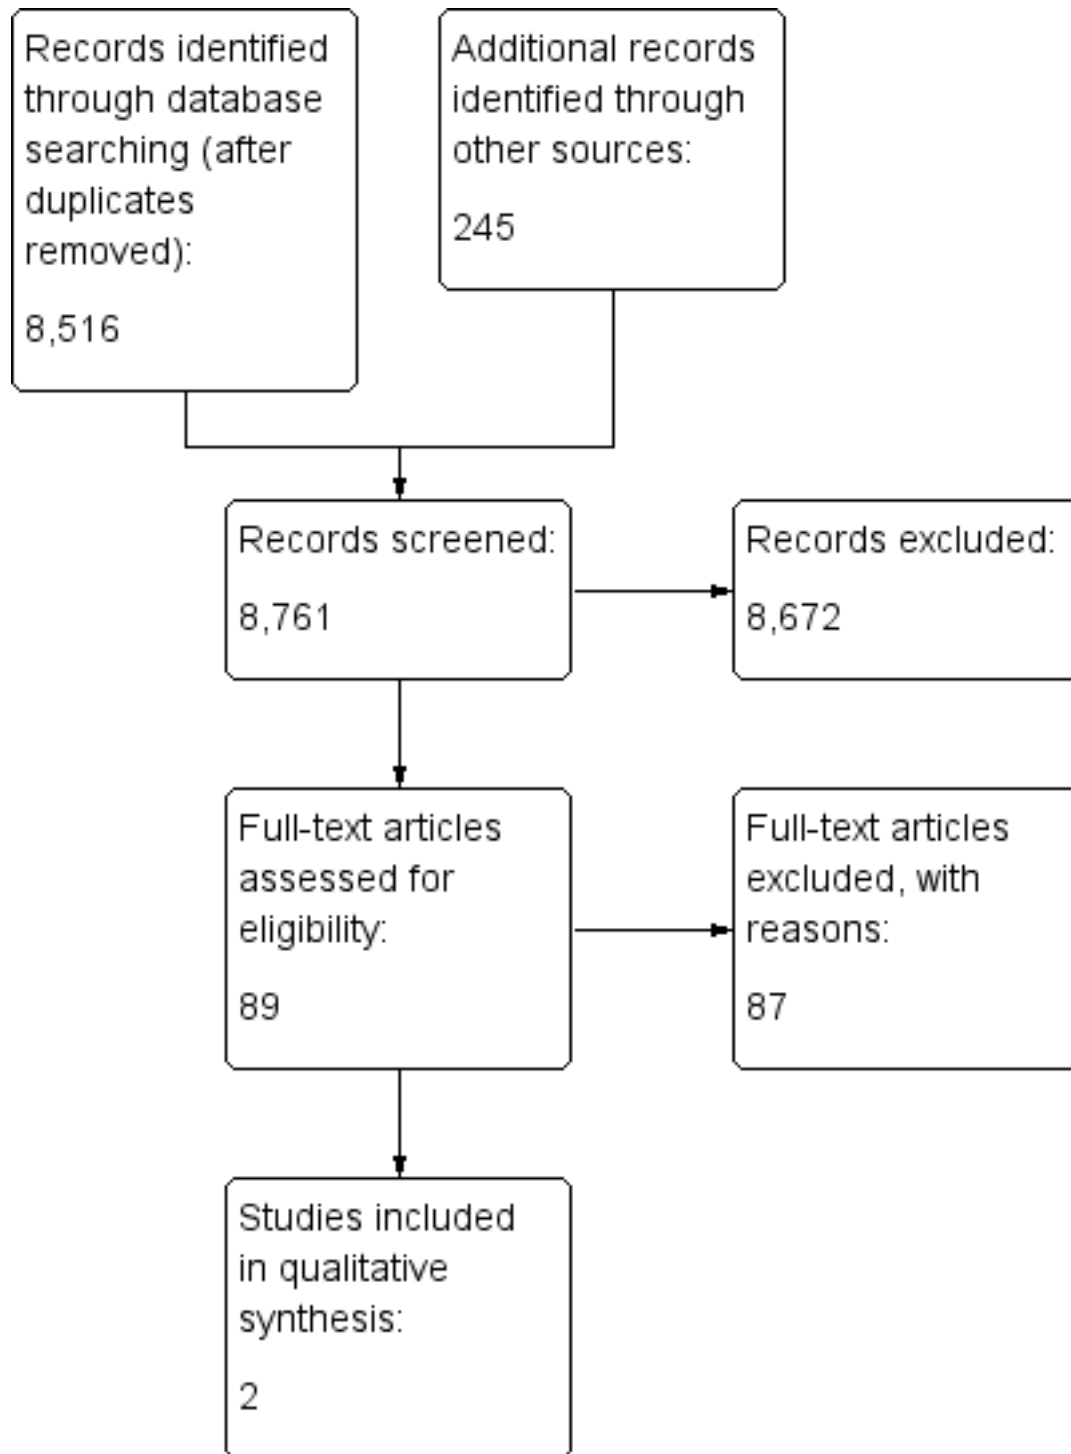 Records identified
through database
searching (after
duplicates
removed):
8,516
Additional records
identified through
other sources:
245
Records screened:
8,761
Records excluded:
8,672
Full-text articles
assessed for
eligibility:
89
Full-text articles
excluded, with
reasons:
87
Studies included
in qualitative
synthesis:
2